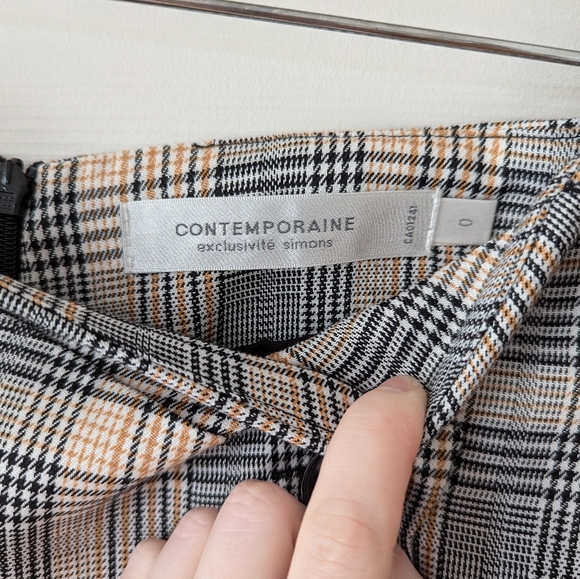 CONTEMPORAINE
exclusivité simons
CA01241
0